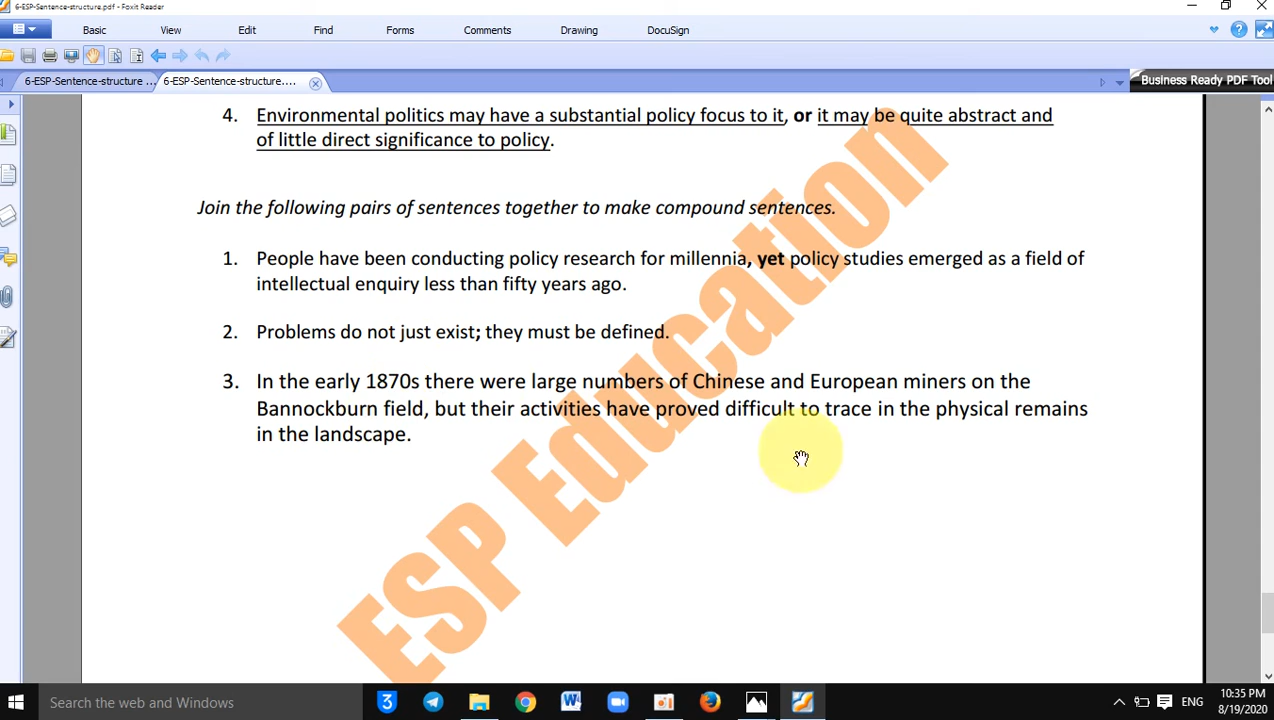 6-ESP-Sentence-structure.pdf - Foxit Reader
Basic View Edit Find Forms Comments Drawing DocuSign
6-ESP-Sentence-structure ... 6-ESP-Sentence-structure.... Business Ready PDF Tool
4. Environmental politics may have a substantial policy focus to it, or it may be quite abstract and
of little direct significance to policy.
Join the following pairs of sentences together to make compound sentences.
1. People have been conducting policy research for millennia, yet policy studies emerged as a field of
intellectual enquiry less than fifty years ago.
2. Problems do not just exist; they must be defined.
3. In the early 1870s there were large numbers of Chinese and European miners on the
Bannockburn field, but their activities have proved difficult to trace in the physical remains
in the landscape.
ESP Education
Search the web and Windows
3
ENG
10:35 PM
8/19/2020